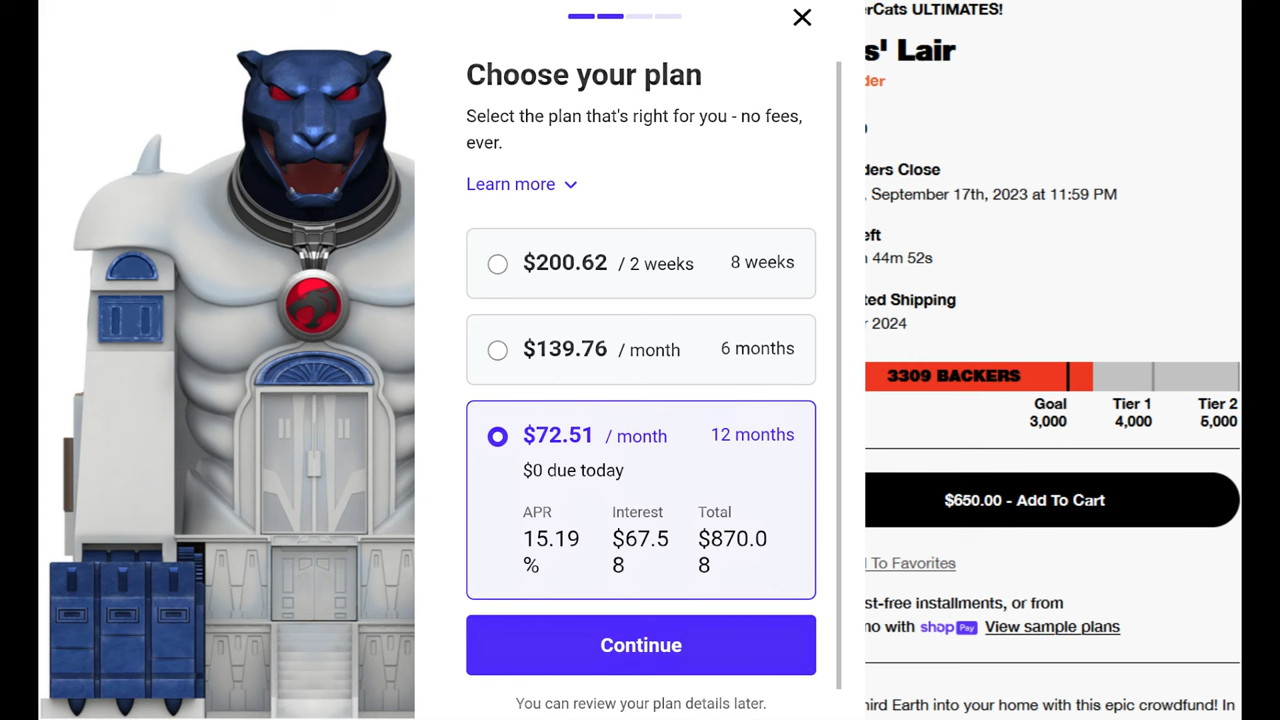 Choose your plan
Select the plan that's right for you - no fees,
ever.
Learn more
$200.62 / 2 weeks 8 weeks
$139.76 / month 6 months
$72.51 / month 12 months
$0 due today
APR Interest Total
15.19 $67.5 $870.0
% 8 8
Continue
You can review your plan details later.
rCats ULTIMATES!
s' Lair
der
ders Close
, September 17th, 2023 at 11:59 PM
eft
44m 52s
ted Shipping
2024
3309 BACKERS
Goal Tier 1 Tier 2
3,000 4,000 5,000
$650.00 - Add To Cart
To Favorites
st-free installments, or from
mo with shop Pay View sample plans
hird Earth into your home with this epic crowdfund! In